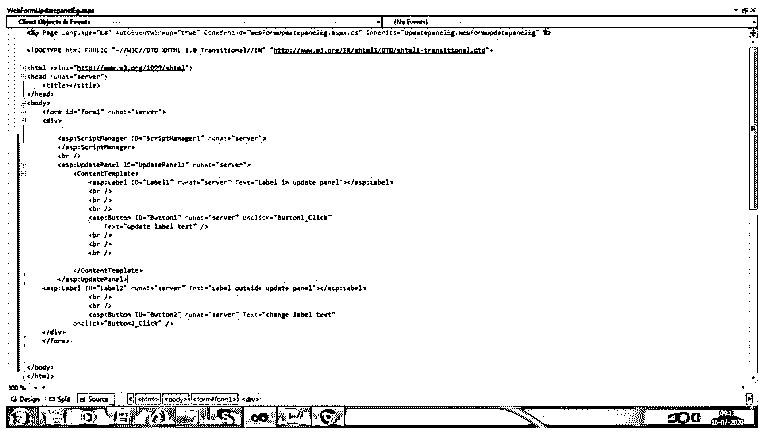 WebFormUpdatepanelEg.aspx
Client Objects & Events
(No Events)
<%@ Page Language="C#" AutoEventWireup="true" CodeBehind="WebFormUpdatepanelEg.aspx.cs" Inherits="UpdatepanelEg.WebFormUpdatepanelEg" %>
<!DOCTYPE html PUBLIC "-//W3C//DTD XHTML 1.0 Transitional//EN" "http://www.w3.org/TR/xhtml1/DTD/xhtml1-transitional.dtd">
<html xmlns="http://www.w3.org/1999/xhtml">
<head runat="server">
<title></title>
</head>
<body>
<form id="form1" runat="server">
<div>
<asp:ScriptManager ID="ScriptManager1" runat="server">
</asp:ScriptManager>
<br />
<asp:UpdatePanel ID="UpdatePanel1" runat="server">
<ContentTemplate>
<asp:Label ID="Label1" runat="server" Text="Label in update panel"></asp:Label>
<br />
<br />
<br />
<asp:Button ID="Button1" runat="server" onclick="Button1_Click"
Text="update label text" />
<br />
<br />
<br />
</ContentTemplate>
</asp:UpdatePanel>
<asp:Label ID="Label2" runat="server" Text="Label outside update panel"></asp:Label>
<br />
<br />
<asp:Button ID="Button2" runat="server" Text="change label text"
onclick="Button1_Click" />
</div>
</form>
</body>
</html>
100 %
Design
Split
Source
<html>
<body>
<form#form1>
<div>